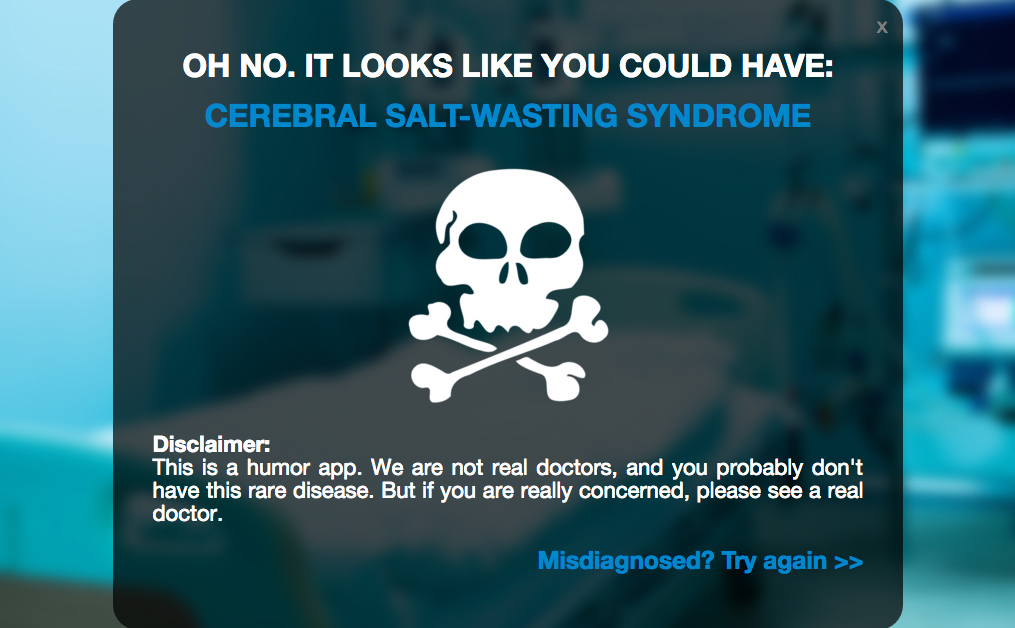 x
OH NO. IT LOOKS LIKE YOU COULD HAVE:
CEREBRAL SALT-WASTING SYNDROME
Disclaimer:
This is a humor app. We are not real doctors, and you probably don't
have this rare disease. But if you are really concerned, please see a real
doctor.
Misdiagnosed? Try again >>